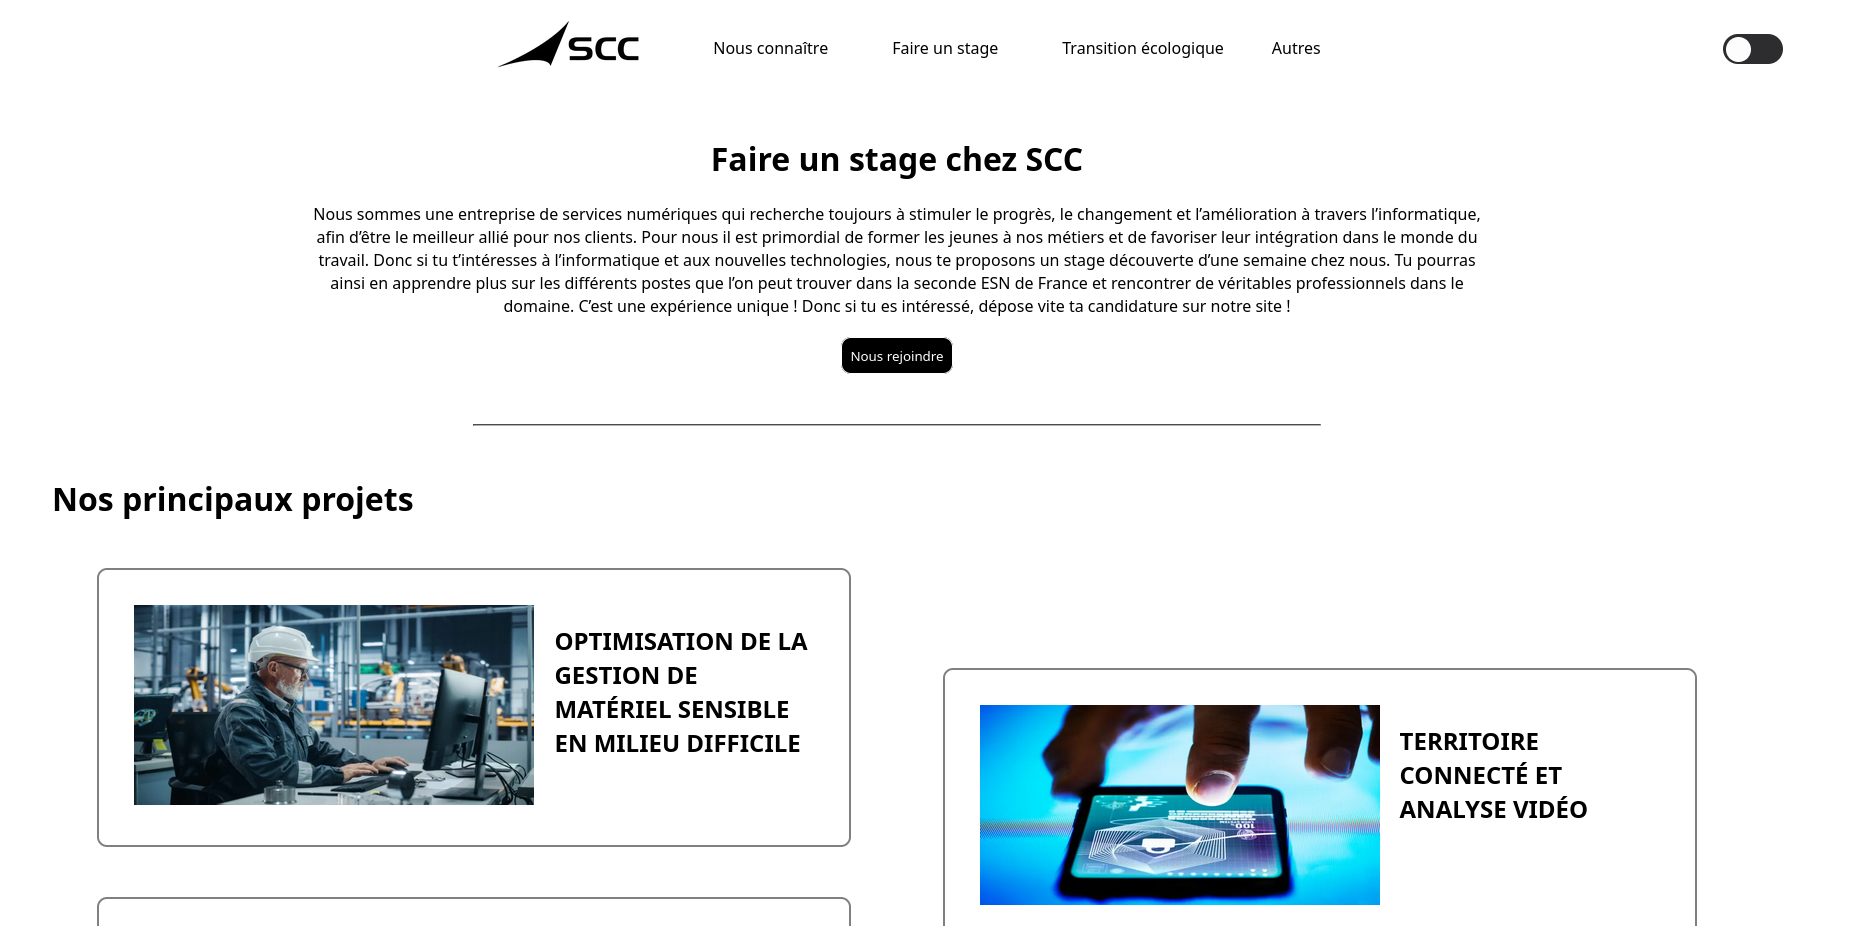 SCC
Nous connaître
Faire un stage
Transition écologique
Autres
Faire un stage chez SCC
Nous sommes une entreprise de services numériques qui recherche toujours à stimuler le progrès, le changement et l’amélioration à travers l’informatique,
afin d’être le meilleur allié pour nos clients. Pour nous il est primordial de former les jeunes à nos métiers et de favoriser leur intégration dans le monde du
travail. Donc si tu t’intéresses à l’informatique et aux nouvelles technologies, nous te proposons un stage découverte d’une semaine chez nous. Tu pourras
ainsi en apprendre plus sur les différents postes que l’on peut trouver dans la seconde ESN de France et rencontrer de véritables professionnels dans le
domaine. C’est une expérience unique ! Donc si tu es intéressé, dépose vite ta candidature sur notre site !
Nous rejoindre
Nos principaux projets
OPTIMISATION DE LA
GESTION DE
MATÉRIEL SENSIBLE
EN MILIEU DIFFICILE
TERRITOIRE
CONNECTÉ ET
ANALYSE VIDÉO